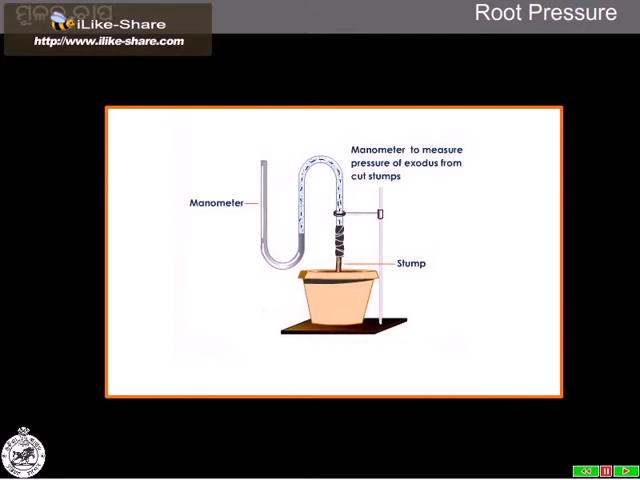 ମୂଳଜ ଚାପ
Root Pressure
iLike-Share
http://www.ilike-share.com
Manometer to measure
pressure of exodus from
cut stumps
Manometer
Stump